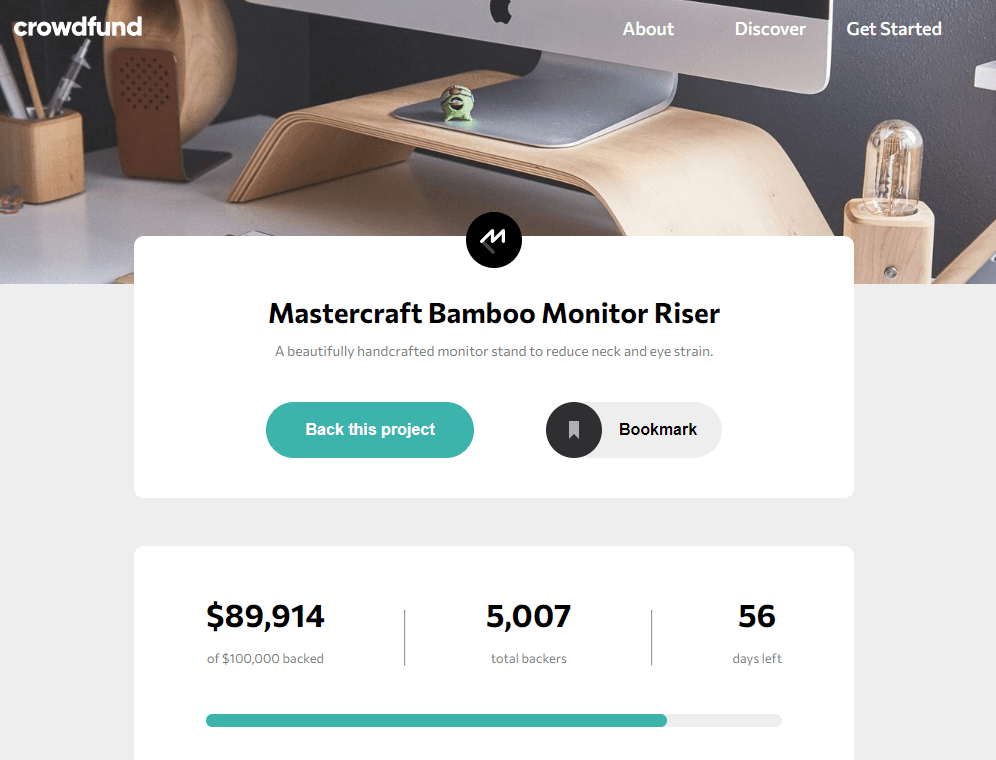 crowdfund
About Discover Get Started
Mastercraft Bamboo Monitor Riser
A beautifully handcrafted monitor stand to reduce neck and eye strain.
Back this project Bookmark
$89,914 5,007 56
of $100,000 backed total backers days left